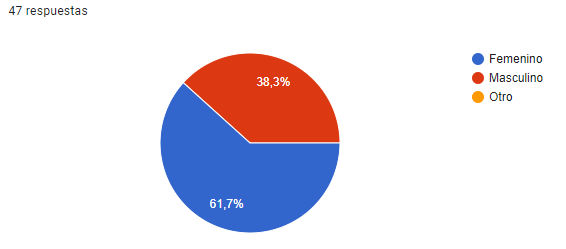 47 respuestas
Femenino
Masculino
Otro
38,3%
61,7%